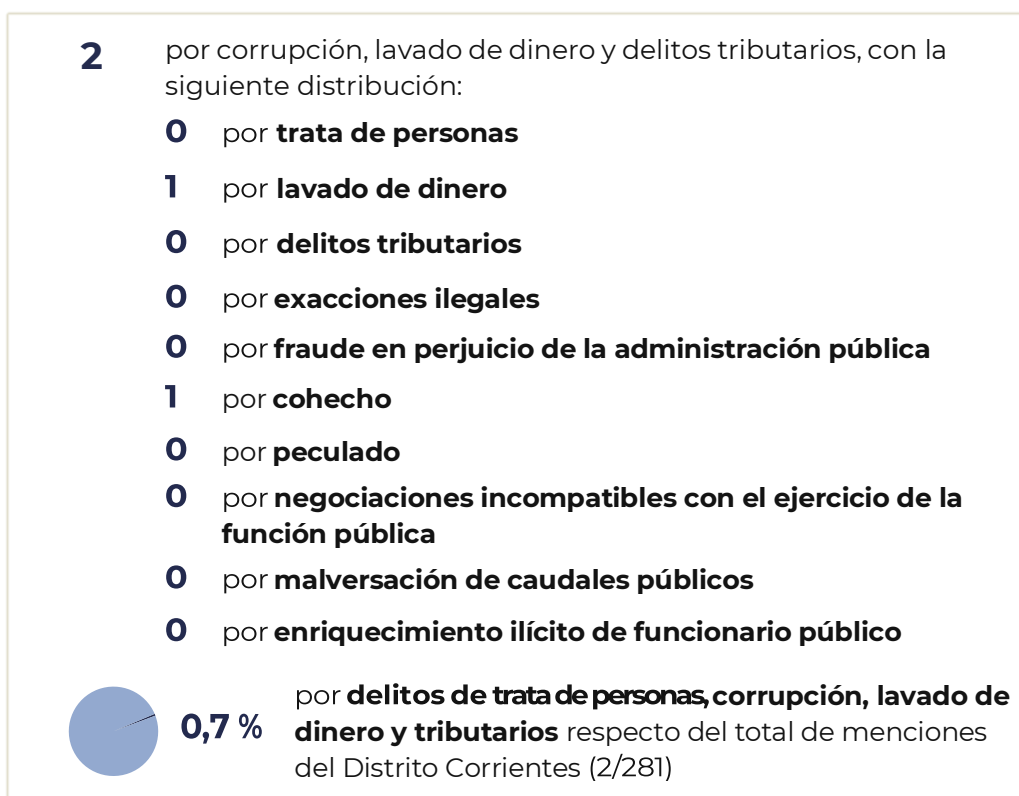 2 por corrupción, lavado de dinero y delitos tributarios, con la
siguiente distribución:
0 por trata de personas
1 por lavado de dinero
0 por delitos tributarios
0 por exacciones ilegales
0 por fraude en perjuicio de la administración pública
1 por cohecho
0 por peculado
0 por negociaciones incompatibles con el ejercicio de la
función pública
0 por malversación de caudales públicos
0 por enriquecimiento ilícito de funcionario público
por delitos de trata de personas, corrupción, lavado de
0,7 % dinero y tributarios respecto del total de menciones
del Distrito Corrientes (2/281)